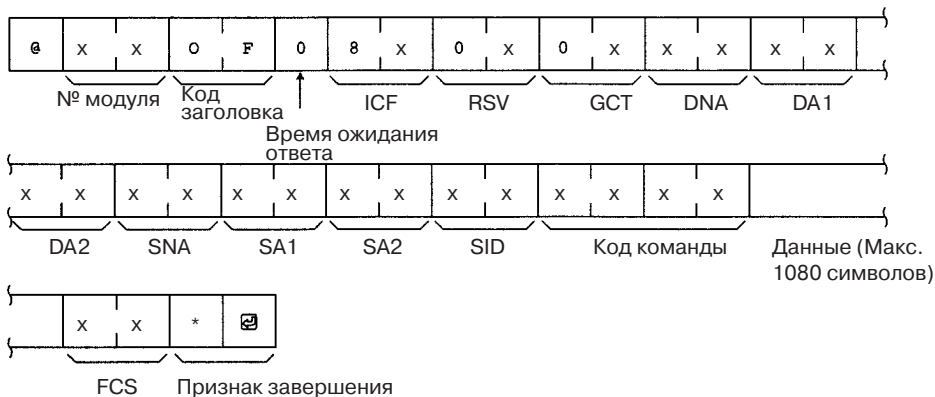 @ x x O F 0 8 x 0 x 0 x x x x x
№ модуля Код заголовка ICF RSV GCT DNA DA1
Время ожидания ответа
x x x x x x x x x x x x x x
DA2 SNA SA1 SA2 SID Код команды Данные (Макс. 1080 символов)
x x * ↵
FCS Признак завершения